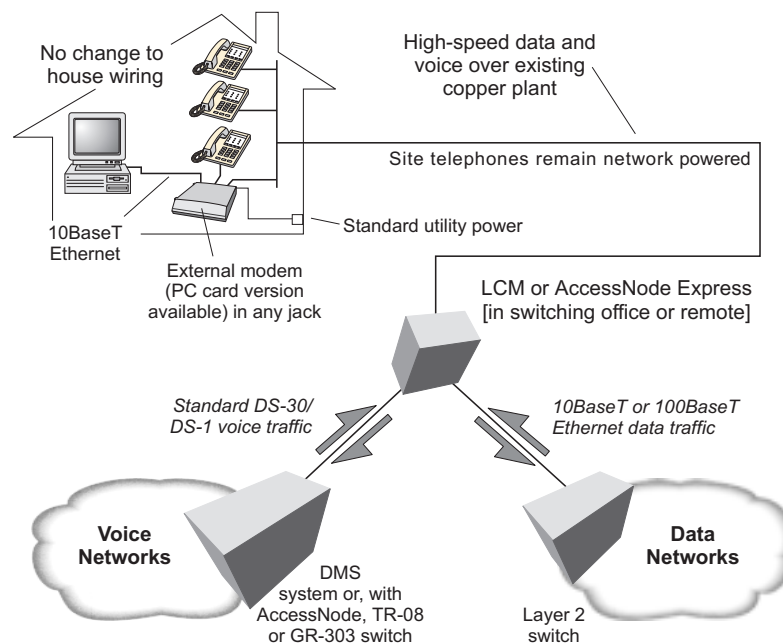 No change to
house wiring
High-speed data and
voice over existing
copper plant
Site telephones remain network powered
10BaseT
Ethernet
Standard utility power
External modem
(PC card version
available) in any jack
LCM or AccessNode Express
[in switching office or remote]
Standard DS-30/
DS-1 voice traffic
10BaseT or 100BaseT
Ethernet data traffic
Voice
Networks
Data
Networks
DMS
system or, with
AccessNode, TR-08
or GR-303 switch
Layer 2
switch